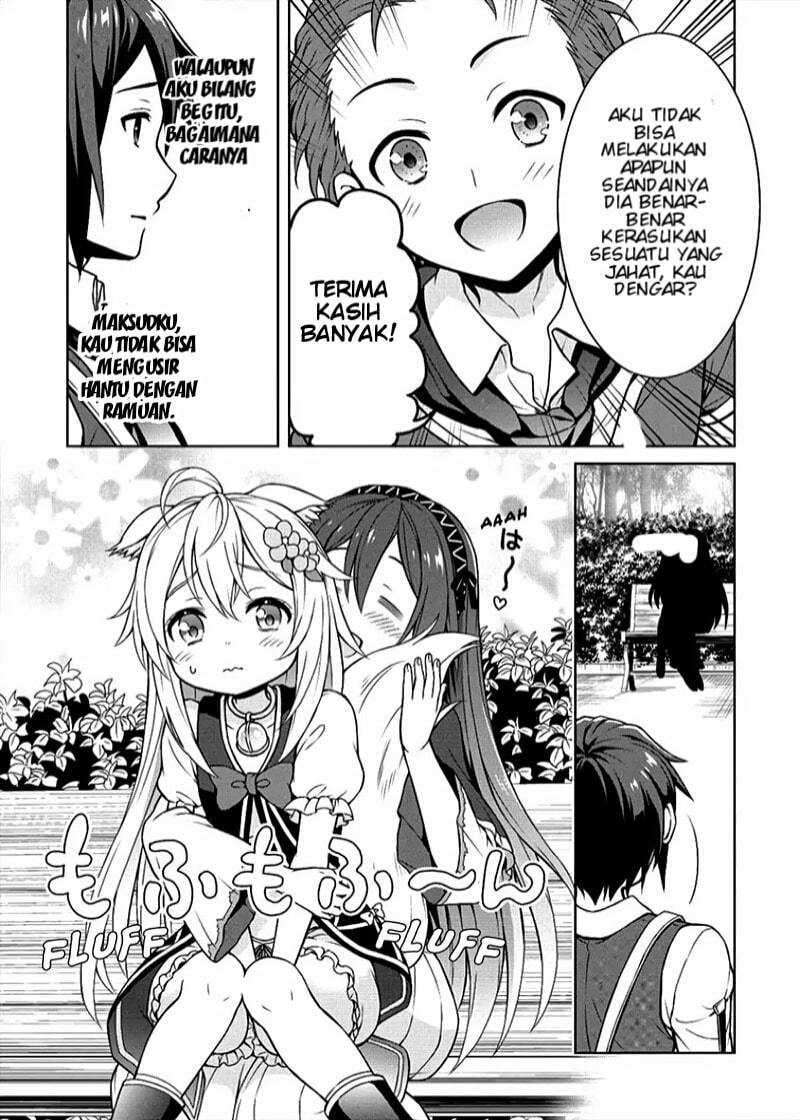 AKU TIDAK
BISA
MELAKUKAN
APAPUN
SEANDAINYA
DIA BENAR-
BENAR
KERASUKAN
SESUATU YANG
JAHAT, KAU
DENGAR?
TERIMA
KASIH
BANYAK!
WALAUPUN
AKU BILANG
BEGITU,
BAGAIMANA
CARANYA
MAKSUDKU,
KAU TIDAK BISA
MENGUSIR
HANTU DENGAN
RAMUAN.
AAAH
は～♡
もふもふ～ん
FLUFF
FLUFF